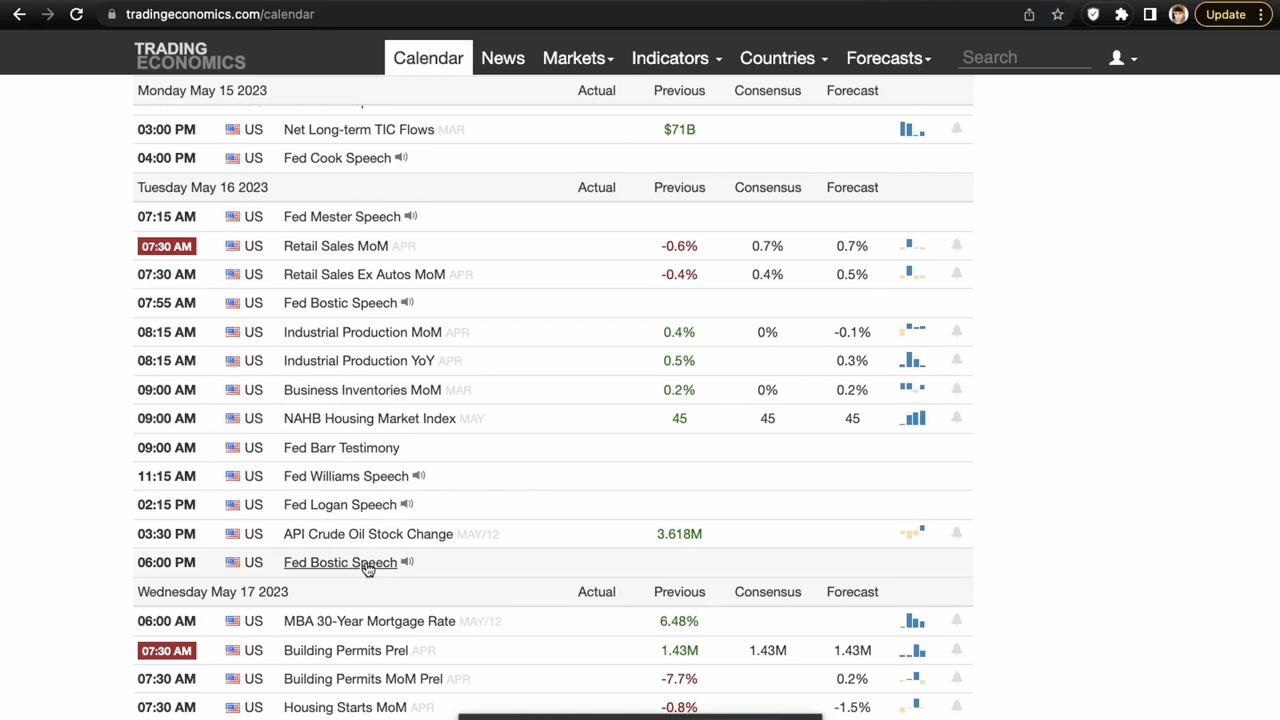 tradingeconomics.com/calendar Update
TRADING ECONOMICS Calendar News Markets Indicators Countries Forecasts Search
Monday May 15 2023 Actual Previous Consensus Forecast
03:00 PM US Net Long-term TIC Flows MAR $71B
04:00 PM US Fed Cook Speech
Tuesday May 16 2023 Actual Previous Consensus Forecast
07:15 AM US Fed Mester Speech
07:30 AM US Retail Sales MoM APR -0.6% 0.7% 0.7%
07:30 AM US Retail Sales Ex Autos MoM APR -0.4% 0.4% 0.5%
07:55 AM US Fed Bostic Speech
08:15 AM US Industrial Production MoM APR 0.4% 0% -0.1%
08:15 AM US Industrial Production YoY APR 0.5% 0.3%
09:00 AM US Business Inventories MoM MAR 0.2% 0% 0.2%
09:00 AM US NAHB Housing Market Index MAY 45 45 45
09:00 AM US Fed Barr Testimony
11:15 AM US Fed Williams Speech
02:15 PM US Fed Logan Speech
03:30 PM US API Crude Oil Stock Change MAY/12 3.618M
06:00 PM US Fed Bostic Speech
Wednesday May 17 2023 Actual Previous Consensus Forecast
06:00 AM US MBA 30-Year Mortgage Rate MAY/12 6.48%
07:30 AM US Building Permits Prel APR 1.43M 1.43M 1.43M
07:30 AM US Building Permits MoM Prel APR -7.7% 0.2%
07:30 AM US Housing Starts MoM APR -0.8% -1.5%